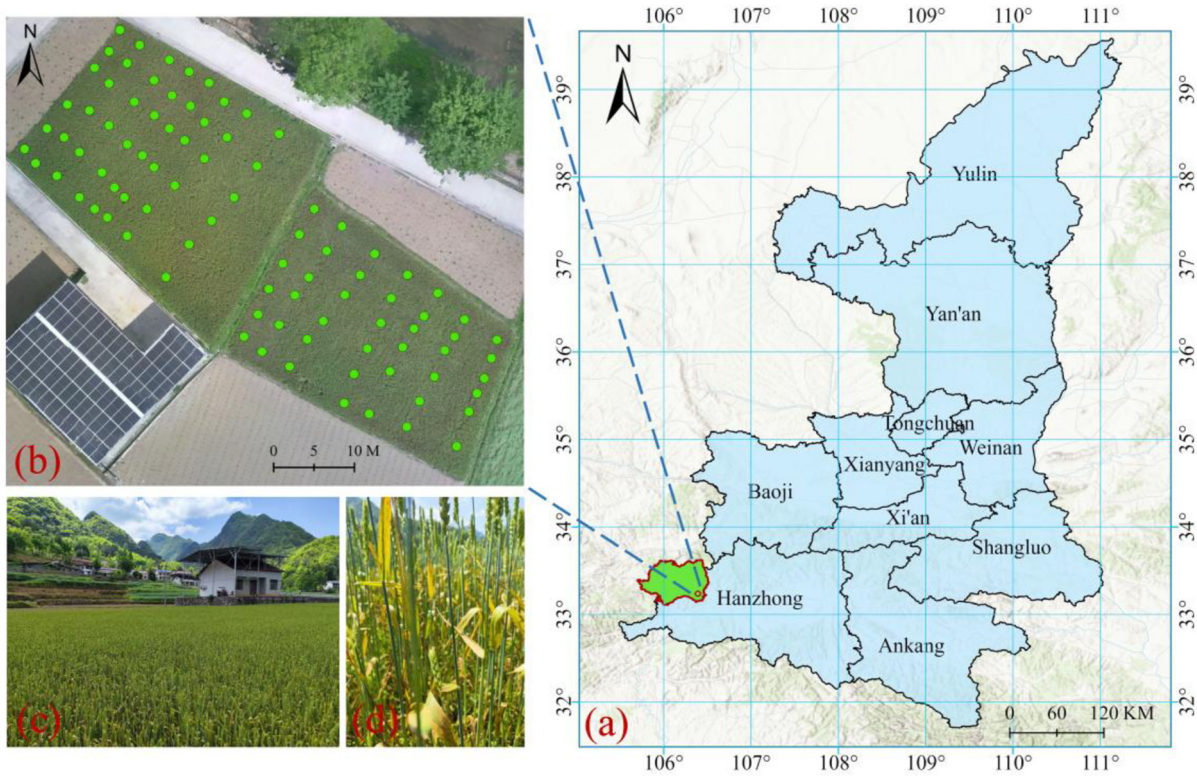 N
0 5 10 M
(b)
(c)
(d)
106° 107° 108° 109° 110° 111°
39°
38°
37°
36°
35°
34°
33°
32°
N
Yulin
Yan'an
Tongchuan
Weinan
Xianyang
Baoji
Xi'an
Shangluo
Hanzhong
Ankang
39°
38°
37°
36°
35°
34°
33°
32°
0 60 120 KM
(a)
106° 107° 108° 109° 110° 111°